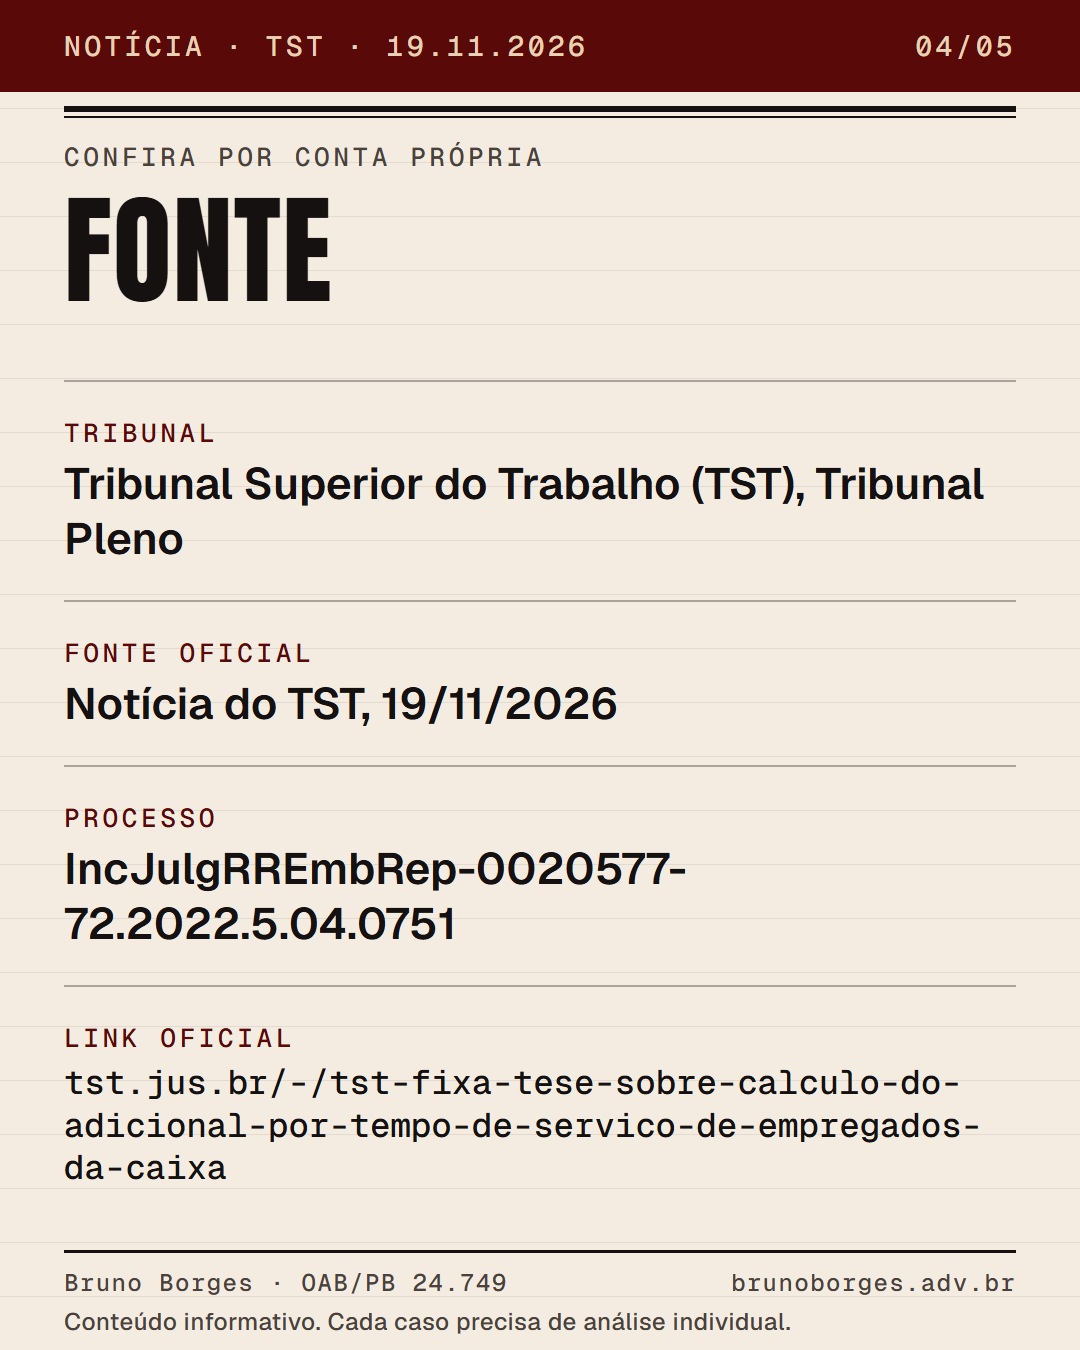 NOTÍCIA · TST · 19.11.2026 04/05
CONFIRA POR CONTA PRÓPRIA
FONTE
TRIBUNAL
Tribunal Superior do Trabalho (TST), Tribunal
Pleno
FONTE OFICIAL
Notícia do TST, 19/11/2026
PROCESSO
IncJulgRREmbRep-0020577-
72.2022.5.04.0751
LINK OFICIAL
tst.jus.br/-/tst-fixa-tese-sobre-calculo-do-
adicional-por-tempo-de-servico-de-empregados-
da-caixa
Bruno Borges · OAB/PB 24.749 brunoborges.adv.br
Conteúdo informativo. Cada caso precisa de análise individual.